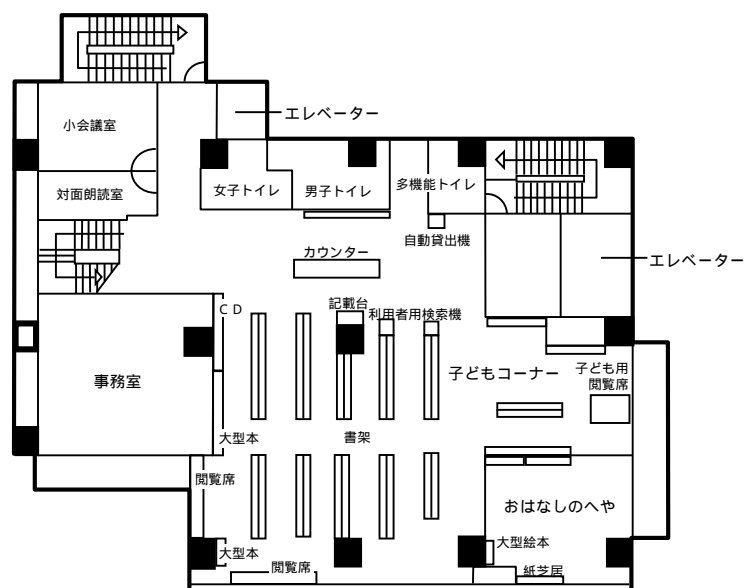 エレベーター
小会議室
対面朗読室
女子トイレ
男子トイレ
多機能トイレ
自動貸出機
カウンター
エレベーター
CD
記載台
利用者用検索機
事務室
子どもコーナー
子ども用
閲覧席
大型本
書架
閲覧席
おはなしのへや
大型本
大型絵本
閲覧席
紙芝居